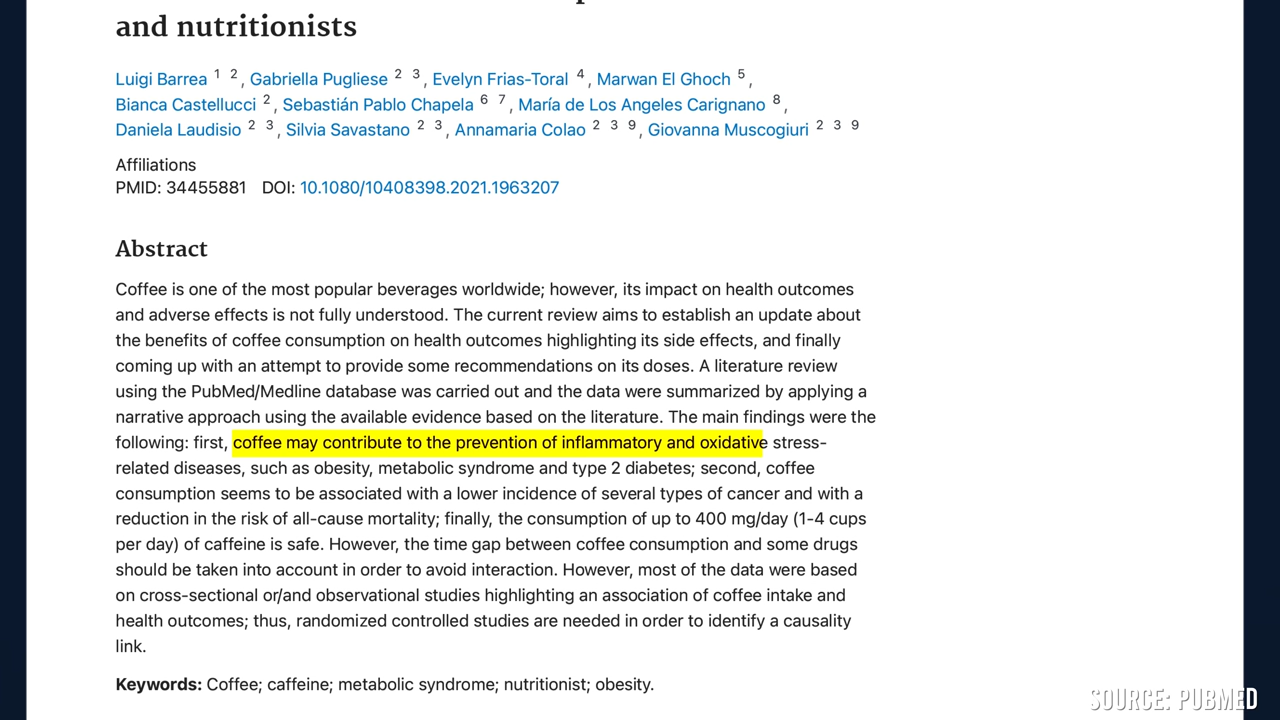 and nutritionists
Luigi Barrea 1 2, Gabriella Pugliese 2 3, Evelyn Frias-Toral 4, Marwan El Ghoch 5,
Bianca Castellucci 2, Sebastián Pablo Chapela 6 7, María de Los Angeles Carignano 8,
Daniela Laudisio 2 3, Silvia Savastano 2 3, Annamaria Colao 2 3 9, Giovanna Muscogiuri 2 3 9
Affiliations
PMID: 34455881 DOI: 10.1080/10408398.2021.1963207
Abstract
Coffee is one of the most popular beverages worldwide; however, its impact on health outcomes
and adverse effects is not fully understood. The current review aims to establish an update about
the benefits of coffee consumption on health outcomes highlighting its side effects, and finally
coming up with an attempt to provide some recommendations on its doses. A literature review
using the PubMed/Medline database was carried out and the data were summarized by applying a
narrative approach using the available evidence based on the literature. The main findings were the
following: first, coffee may contribute to the prevention of inflammatory and oxidative stress-
related diseases, such as obesity, metabolic syndrome and type 2 diabetes; second, coffee
consumption seems to be associated with a lower incidence of several types of cancer and with a
reduction in the risk of all-cause mortality; finally, the consumption of up to 400 mg/day (1-4 cups
per day) of caffeine is safe. However, the time gap between coffee consumption and some drugs
should be taken into account in order to avoid interaction. However, most of the data were based
on cross-sectional or/and observational studies highlighting an association of coffee intake and
health outcomes; thus, randomized controlled studies are needed in order to identify a causality
link.
Keywords: Coffee; caffeine; metabolic syndrome; nutritionist; obesity.
SOURCE: PUBMED